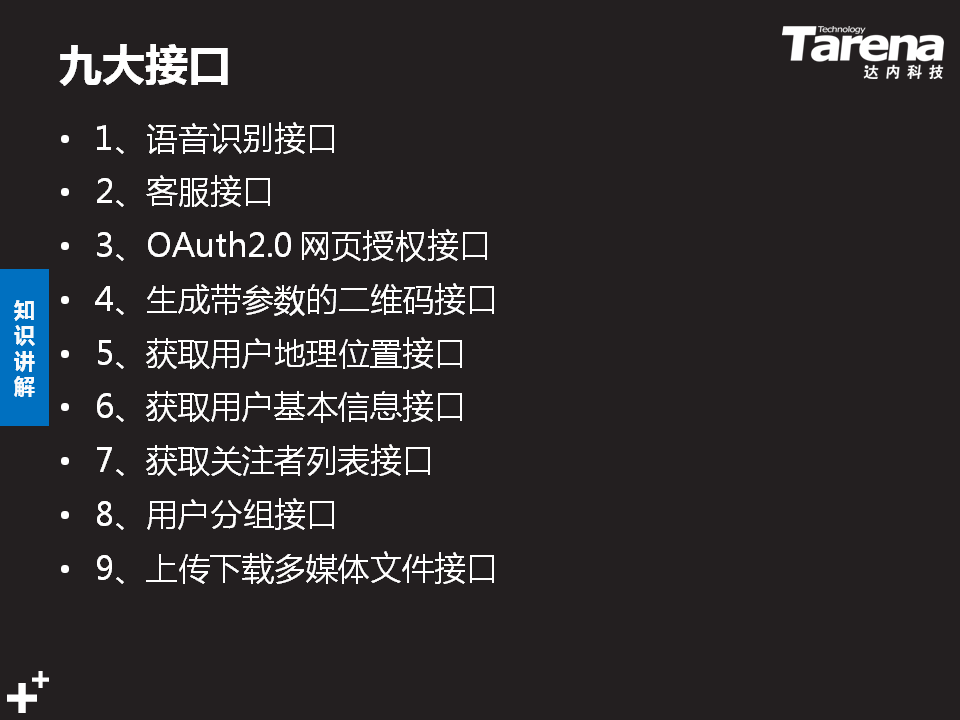 九大接口
Technology
Tarena
达内科技
• 1、语音识别接口
• 2、客服接口
• 3、OAuth2.0 网页授权接口
• 4、生成带参数的二维码接口
• 5、获取用户地理位置接口
• 6、获取用户基本信息接口
• 7、获取关注者列表接口
• 8、用户分组接口
• 9、上传下载多媒体文件接口
知识讲解